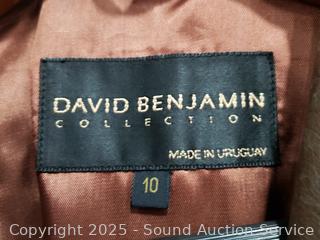 DAVID BENJAMIN
COLLECTION
MADE IN URUGUAY
10
Copyright 2025 - Sound Auction Service